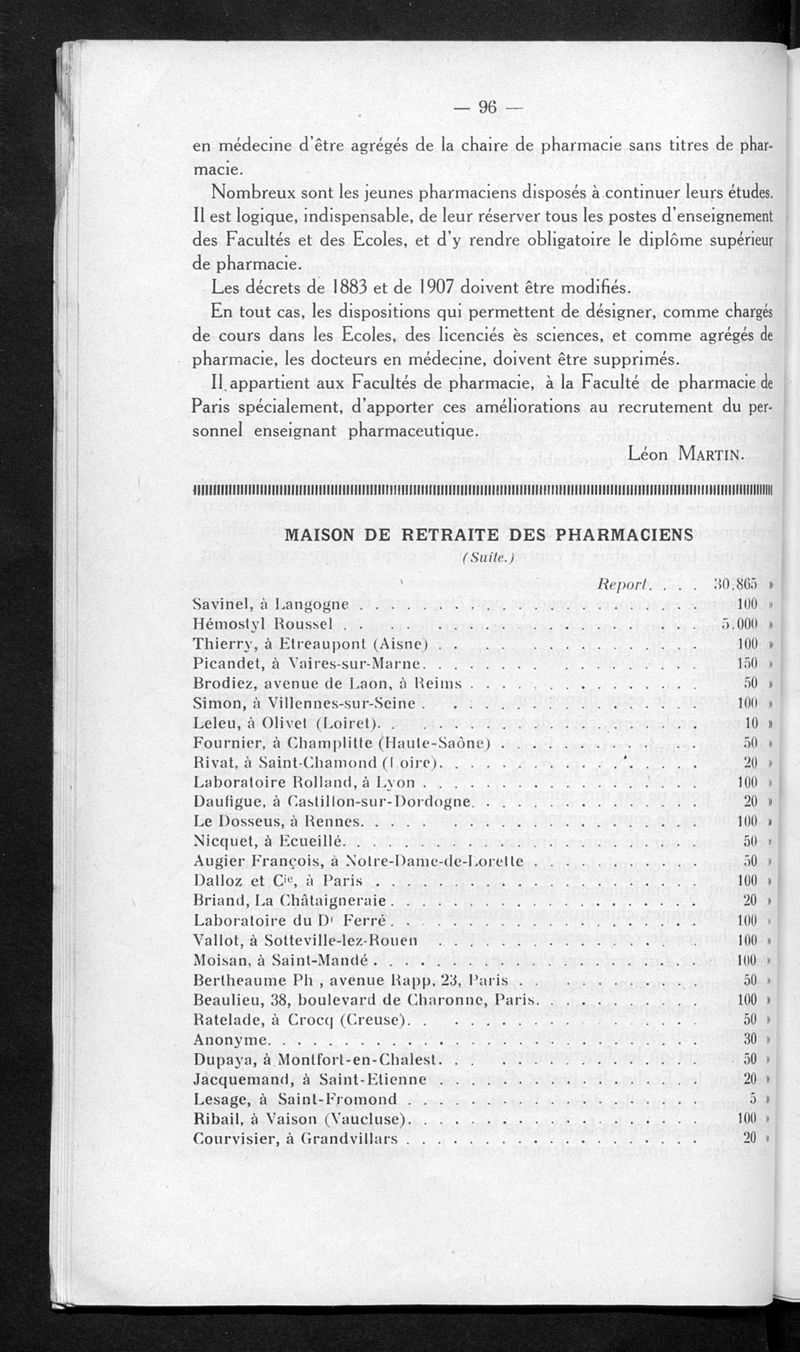 — 96 —
en médecine d'être agrégés de la chaire de pharmacie sans titres de phar-
macie.
Nombreux sont les jeunes pharmaciens disposés à continuer leurs études.
Il est logique, indispensable, de leur réserver tous les postes d'enseignement
des Facultés et des Ecoles, et d'y rendre obligatoire le diplôme supérieur
de pharmacie.
Les décrets de 1883 et de 1907 doivent être modifiés.
En tout cas, les dispositions qui permettent de désigner, comme chargés
de cours dans les Ecoles, des licenciés ès sciences, et comme agrégés de
pharmacie, les docteurs en médecine, doivent être supprimés.
Il appartient aux Facultés de pharmacie, à la Faculté de pharmacie de
Paris spécialement, d'apporter ces améliorations au recrutement du per-
sonnel enseignant pharmaceutique.
Léon MARTIN.
MAISON DE RETRAITE DES PHARMACIENS
(Suite.)
Report. . . . 30.865 »
Savinel, à Langogne . . . . . . . . . . 100 »
Hémostyl Roussel . . . . . . . . . . 5.000 »
Thierry, à Etreaupont (Aisne) . . . . . . . . . . 100 »
Picandet, à Vaires-sur-Marne. . . . . . . . . . 150 »
Brodiez, avenue de Laon, à Reims . . . . . . . . . . 50 »
Simon, à Villennes-sur-Seine . . . . . . . . . . 100 »
Leleu, à Olivet (Loiret). . . . . . . . . . 10 »
Fournier, à Champlitte (Haute-Saône) . . . . . . . . . . 50 »
Rivat, à Saint-Chamond (Loire). . . . . . . . . . 20 »
Laboratoire Rolland, à Lyon . . . . . . . . . . 100 »
Daufigue, à Castillon-sur-Dordogne. . . . . . . . . . 20 »
Le Dosseus, à Rennes. . . . . . . . . . 100 »
Nicquet, à Ecueillé. . . . . . . . . . 50 »
Augier François, à Notre-Dame-de-Lorette . . . . . . . . . . 50 »
Dalloz et Cie, à Paris . . . . . . . . . . 100 »
Briand, La Châtaigneraie . . . . . . . . . . 20 »
Laboratoire du Dr Ferré . . . . . . . . . . 100 »
Vallot, à Sotteville-lez-Rouen . . . . . . . . . . 100 »
Moisan, à Saint-Mandé . . . . . . . . . . 100 »
Bertheaume Ph , avenue Rapp, 23, Paris . . . . . . . . . . 50 »
Beaulieu, 38, boulevard de Charonne, Paris. . . . . . . . . . 100 »
Ratelade, à Crocq (Creuse). . . . . . . . . . 50 »
Anonyme. . . . . . . . . . 30 »
Dupaya, à Montfort-en-Chalest. . . . . . . . . . 50 »
Jacquemand, à Saint-Etienne . . . . . . . . . . 20 »
Lesage, à Saint-Fromond . . . . . . . . . . 5 »
Ribail, à Vaison (Vaucluse). . . . . . . . . . 100 »
Courvisier, à Grandvillars . . . . . . . . . . 20 »